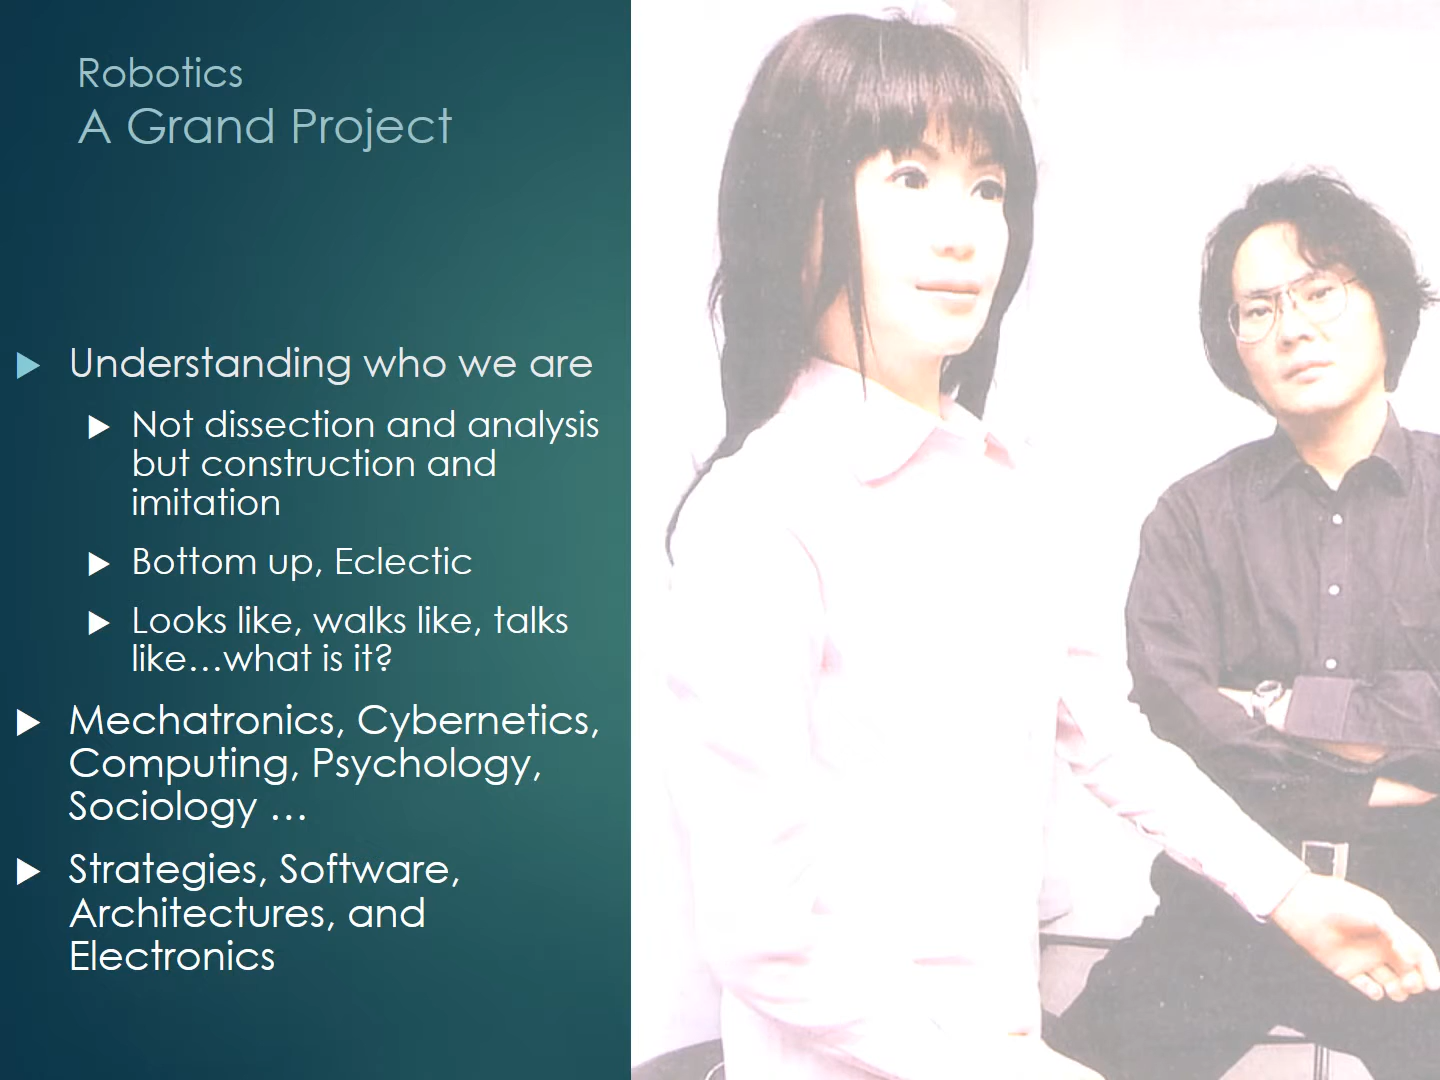 Robotics
A Grand Project
Understanding who we are
Not dissection and analysis
but construction and
imitation
Bottom up, Eclectic
Looks like, walks like, talks
like…what is it?
Mechatronics, Cybernetics,
Computing, Psychology,
Sociology …
Strategies, Software,
Architectures, and
Electronics